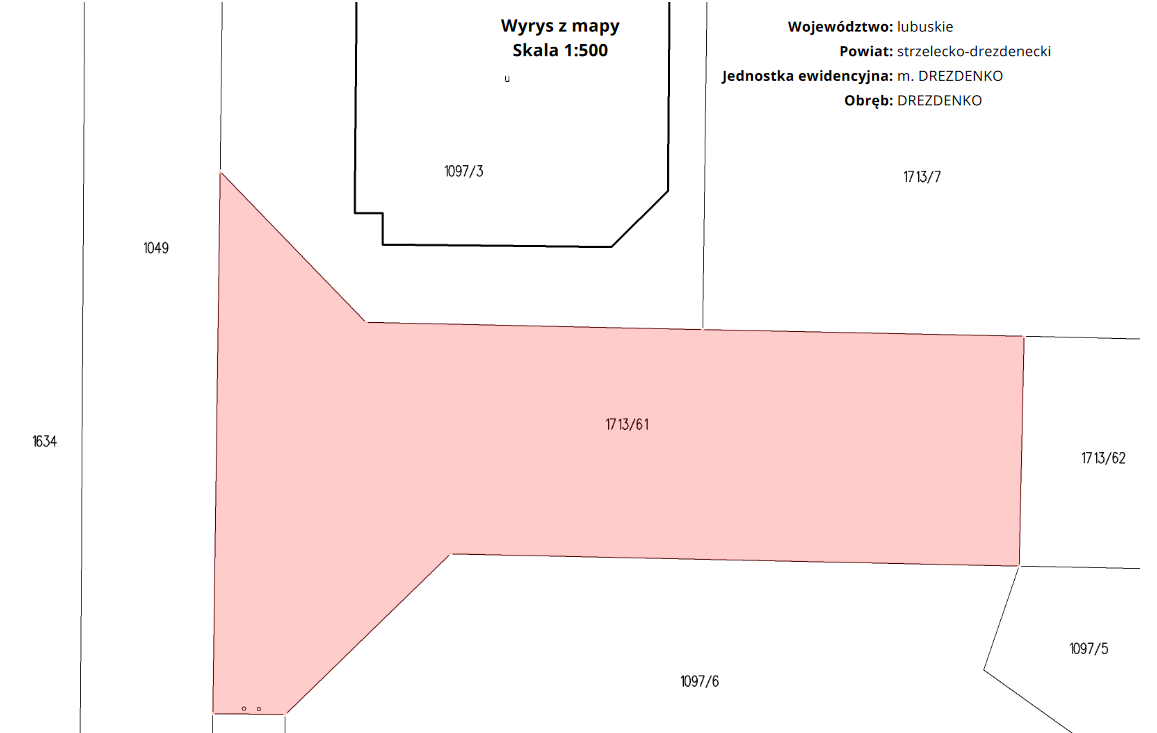 Wyrys z mapy
Skala 1:500
u
Województwo: lubuskie
Powiat: strzelecko-drezdenecki
Jednostka ewidencyjna: m. DREZDENKO
Obręb: DREZDENKO
1097/3
1713/7
1049
1713/61
1634
1713/62
1097/5
1097/6